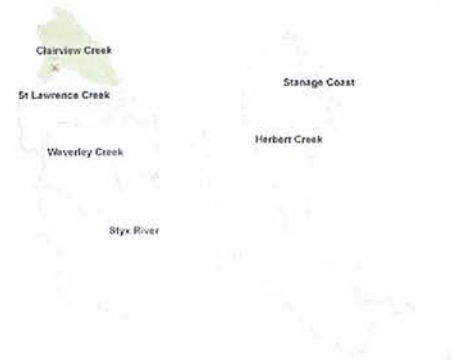 Clairview Creek
Stanage Coast
St Lawrence Creek
Herbert Creek
Waverley Creek
Styx River